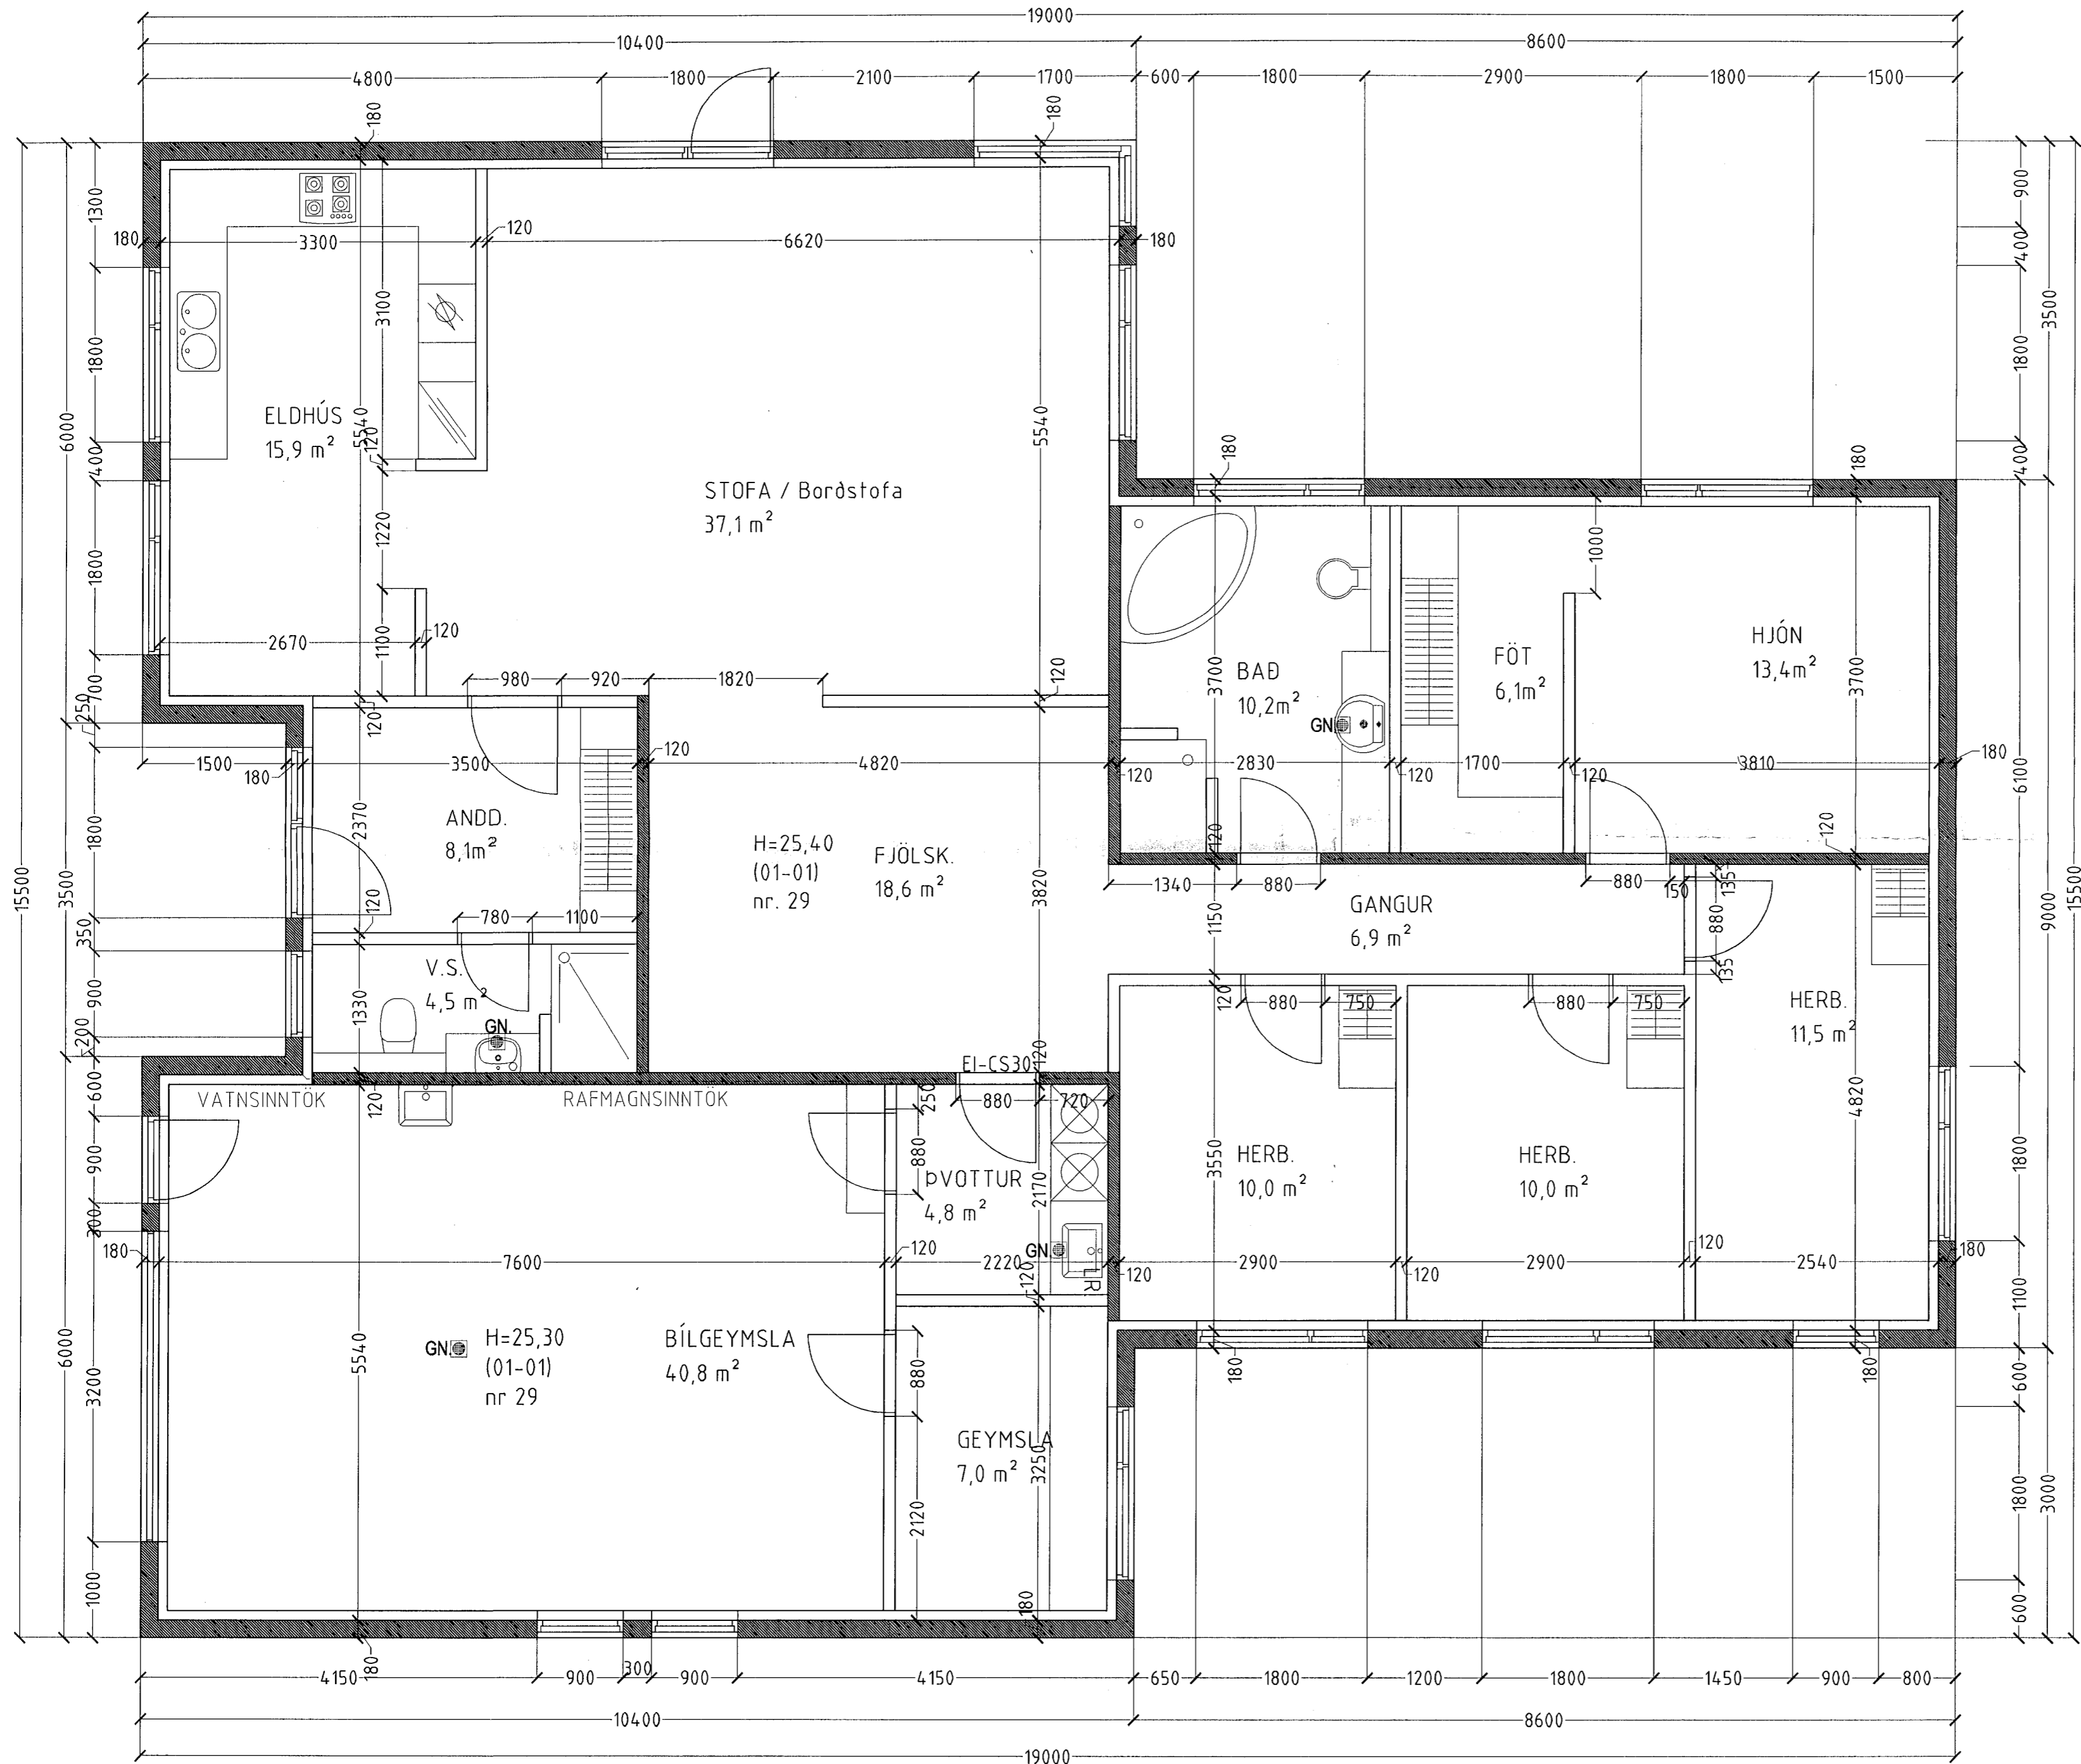 19000
10400 8600
4800 1800 2100 1700 600 1800 2900 1800 1500
180 180
180 3300 120 6620 180
1300
1800
400
1800
700
250
1800
350
900
200
600
900
300
3200
1000
6000
3500
6000
15500
3100
5540
120
1220
1100
ELDHÚS
15,9 m²
2670 120
STOFA / Borðstofa
37,1 m²
5540
900
400
1800
400
3500
6100
1800
1100
9000
600
1800
600
3000
15500
180 180
1000
980 920 1820 120
120
BAÐ
10,2m²
GN.
3700
FÖT
6,1m²
HJÓN
13,4m²
3700
1500 180 3500 120 4820 120 2830 120 1700 120 3810 180
2370
ANDD.
8,1m²
120
780 1100
H=25,40
(01-01)
nr. 29
FJÖLSK.
18,6 m²
3820
120 120
1340 880 880 150
1150
GANGUR
6,9 m²
135
880
135
V.S.
4,5 m²
1330
GN.
120 880 750 880 750
HERB.
11,5 m²
4820
EI-CS30 120
VATNSINNTÖK RAFMAGNSINNTÖK
120
250 880 720
880
ÞVOTTUR
4,8 m²
2170
GN.
3550
HERB.
10,0 m²
HERB.
10,0 m²
180 7600 120 2220 120 2900 120 2900 120 2540 180
120
GN. H=25,30
(01-01)
nr 29
BÍLGEYMSLA
40,8 m²
5540
880
2120
GEYMSLA
7,0 m²
3250
180
180 180
180
4150 900 300 900 4150 650 1800 1200 1800 1450 900 800
10400 8600
19000